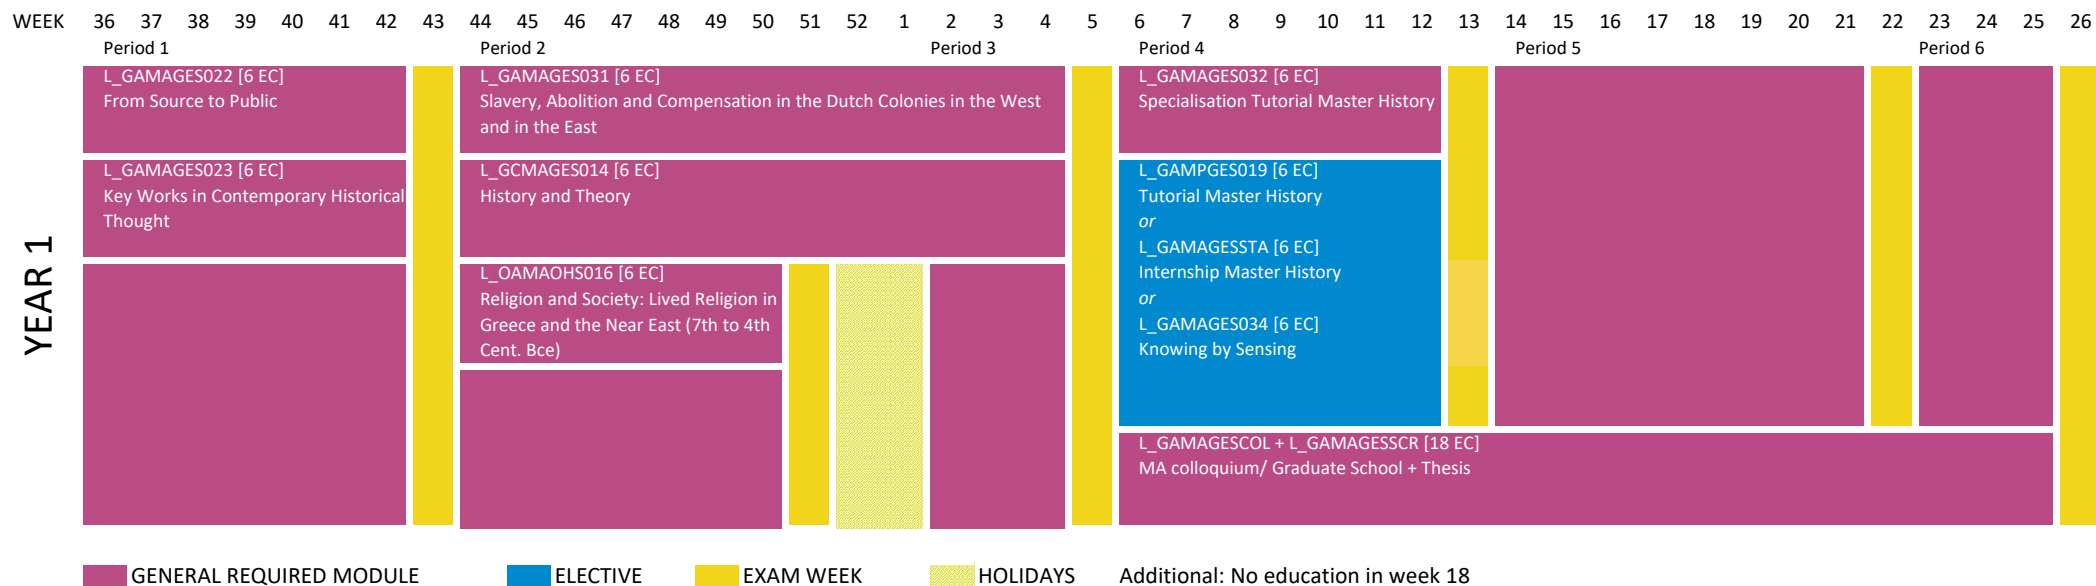 WEEK 36 37 38 39 40 41 42 43 44 45 46 47 48 49 50 51 52 1 2 3 4 5 6 7 8 9 10 11 12 13 14 15 16 17 18 19 20 21 22 23 24 25 26
Period 1 Period 2 Period 3 Period 4 Period 5 Period 6
YEAR 1
L_GAMAGES022 [6 EC]
From Source to Public
L_GAMAGES023 [6 EC]
Key Works in Contemporary Historical
Thought
L_GAMAGES031 [6 EC]
Slavery, Abolition and Compensation in the Dutch Colonies in the West
and in the East
L_GCMAGES014 [6 EC]
History and Theory
L_OAMAOHS016 [6 EC]
Religion and Society: Lived Religion in
Greece and the Near East (7th to 4th
Cent. Bce)
L_GAMAGES032 [6 EC]
Specialisation Tutorial Master History
L_GAMPGES019 [6 EC]
Tutorial Master History
or
L_GAMAGESSTA [6 EC]
Internship Master History
or
L_GAMAGES034 [6 EC]
Knowing by Sensing
L_GAMAGESCOL + L_GAMAGESSCR [18 EC]
MA colloquium/ Graduate School + Thesis
GENERAL REQUIRED MODULE ELECTIVE EXAM WEEK HOLIDAYS Additional: No education in week 18